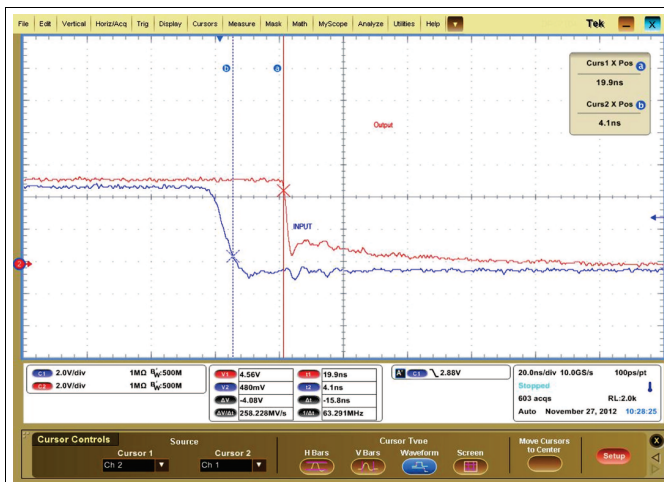 File Edit Vertical Horiz/Acq Trig Display Cursors Measure Mask Math MyScope Analyze Utilities Help Tek X
b a
Curs1 X Pos a
19.9ns
Curs2 X Pos b
4.1ns
Output
INPUT
2
C1 2.0V/div 1MΩ BW:500M
C2 2.0V/div 1MΩ BW:500M
V1 4.56V t1 19.9ns
V2 480mV t2 4.1ns
ΔV -4.08V Δt -15.8ns
ΔV/Δt 258.228MV/s 1/Δt 63.291MHz
A' C1 2.88V
20.0ns/div 10.0GS/s 100ps/pt
Stopped
603 acqs RL:2.0k
Auto November 27, 2012 10:28:25
Cursor Controls
Source
Cursor 1 Cursor 2
Ch 2 Ch 1
Cursor Type
H Bars V Bars Waveform Screen
Move Cursors
to Center
Setup
X